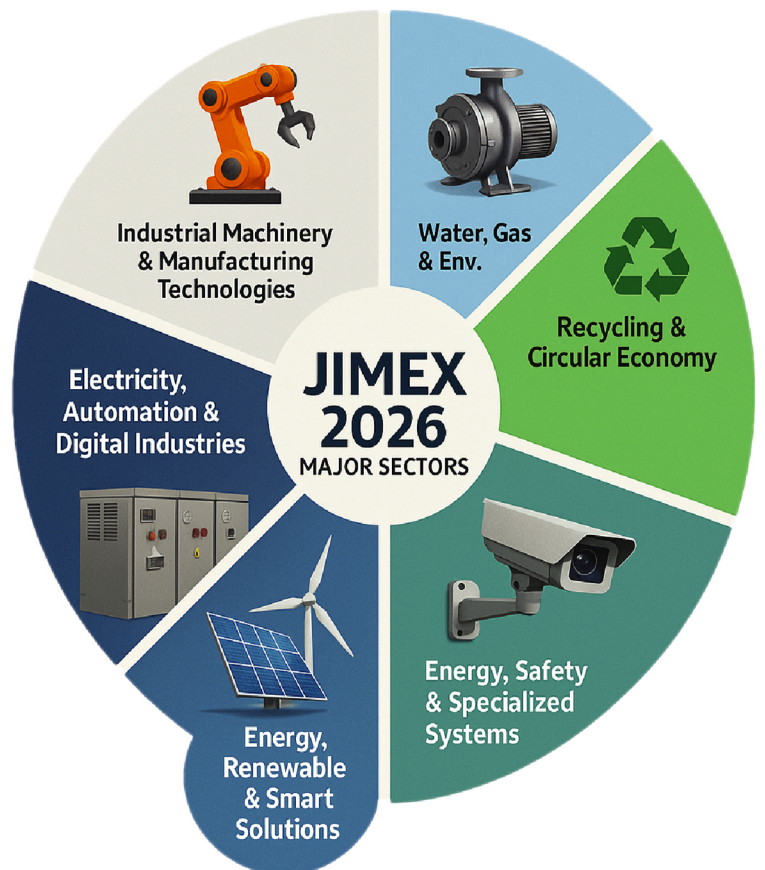 Industrial Machinery
& Manufacturing
Technologies
Water, Gas
& Env.
Recycling &
Circular Economy
JIMEX
2026
MAJOR SECTORS
Electricity,
Automation &
Digital Industries
Energy, Safety
& Specialized
Systems
Energy,
Renewable
& Smart
Solutions